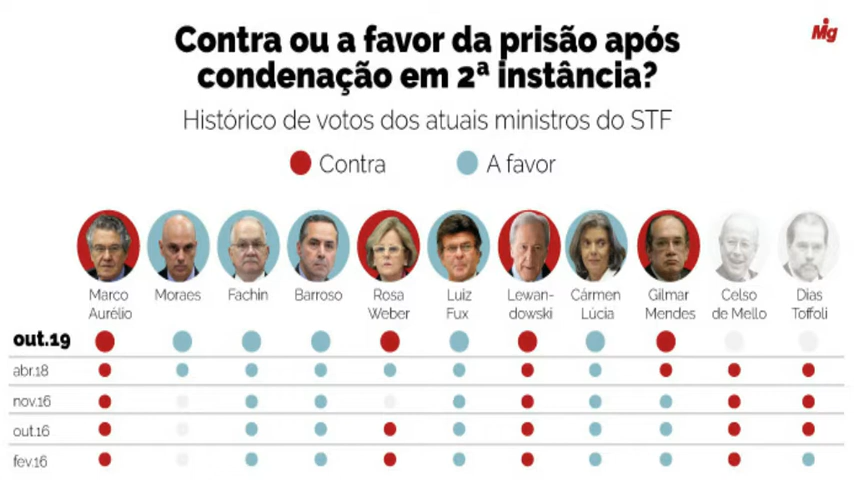 Mg
Contra ou a favor da prisão após
condenação em 2ª instância?
Histórico de votos dos atuais ministros do STF
Contra
A favor
Marco
Aurélio
Moraes
Fachin
Barroso
Rosa
Weber
Luiz
Fux
Lewan-
dowski
Cármen
Lúcia
Gilmar
Mendes
Celso
de Mello
Dias
Toffoli
out.19
abr.18
nov.16
out.16
fev.16